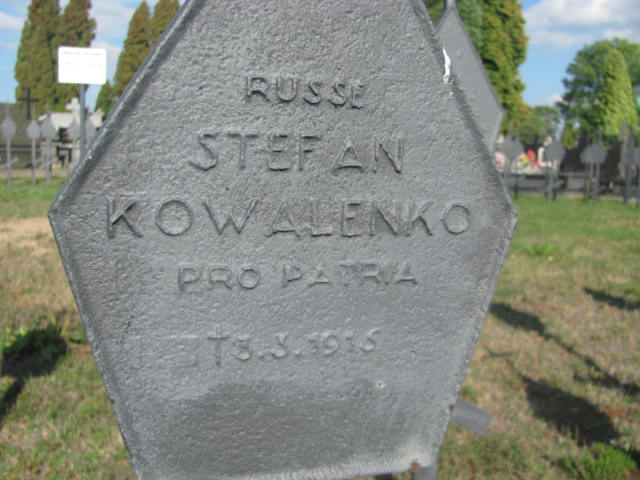 RUSSE
STEFAN
KOWALENKO
PRO PATRIA
† 3.3.1916